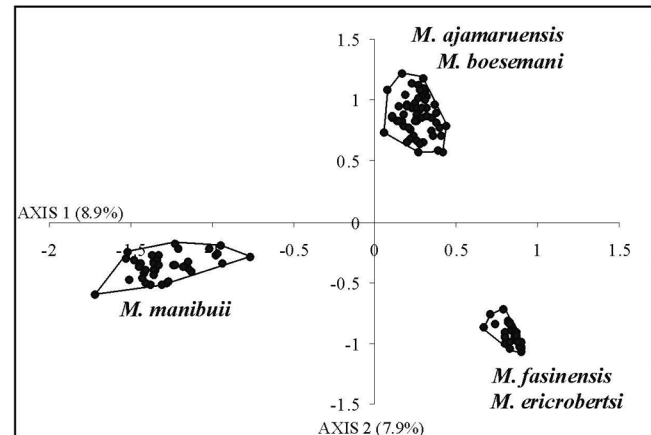 1.5
M. ajamaruensis
M. boesemani
1
0.5
AXIS 1 (8.9%)
0
-2
-1.5
-0.5
0
0.5
1
1.5
-0.5
M. manibuii
-1
M. fasinensis
M. ericrobertsi
-1.5
AXIS 2 (7.9%)